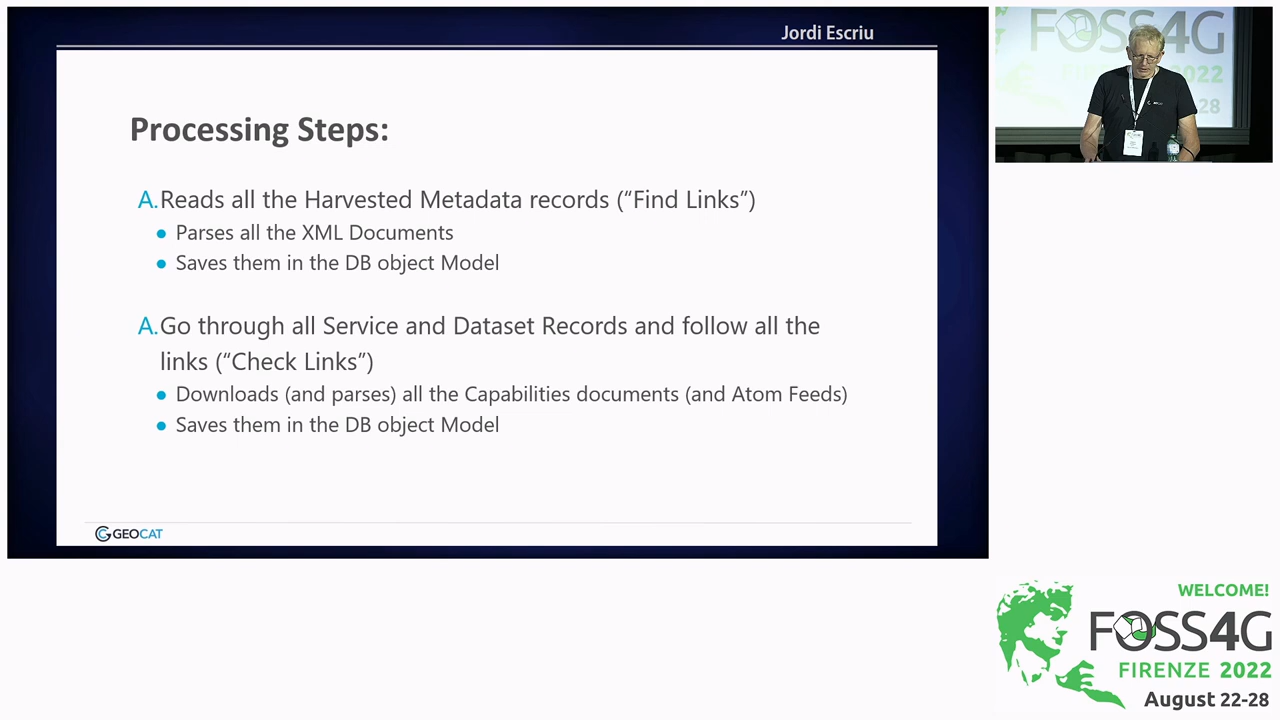 Jordi Escriu
Processing Steps:
A.Reads all the Harvested Metadata records (“Find Links”)
● Parses all the XML Documents
● Saves them in the DB object Model
A.Go through all Service and Dataset Records and follow all the
links (“Check Links”)
● Downloads (and parses) all the Capabilities documents (and Atom Feeds)
● Saves them in the DB object Model
GEOCAT
FOSS4G
FIRENZE 2022
WELCOME!
FOSS4G
FIRENZE 2022
August 22-28